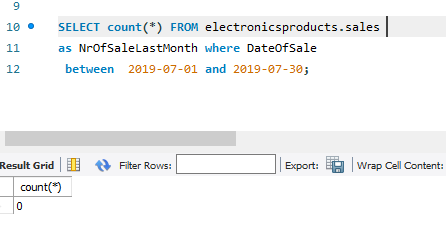 9
10 SELECT count(*) FROM electronicsproducts.sales
11 as NrOfSaleLastMonth where DateOfSale
12 between 2019-07-01 and 2019-07-30;
Result Grid Filter Rows: Export: Wrap Cell Content:
count(*)
0